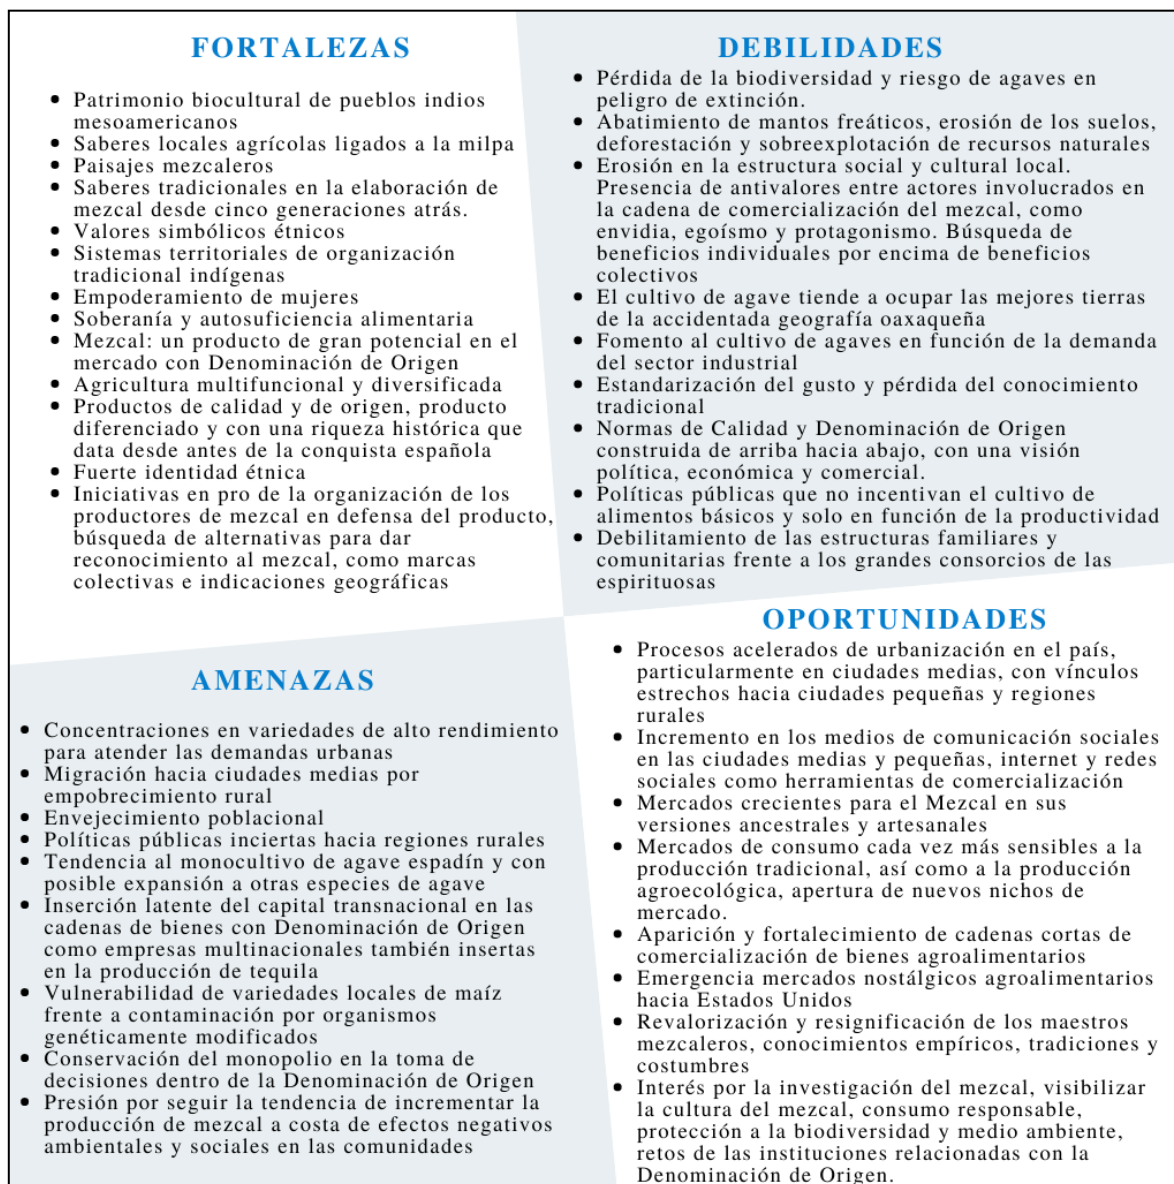 FORTALEZAS
• Patrimonio biocultural de pueblos indios
mesoamericanos
• Saberes locales agrícolas ligados a la milpa
• Paisajes mezcaleros
• Saberes tradicionales en la elaboración de
mezcal desde cinco generaciones atrás.
• Valores simbólicos étnicos
• Sistemas territoriales de organización
tradicional indígenas
• Empoderamiento de mujeres
• Soberanía y autosuficiencia alimentaria
• Mezcal: un producto de gran potencial en el
mercado con Denominación de Origen
• Agricultura multifuncional y diversificada
• Productos de calidad y de origen, producto
diferenciado y con una riqueza histórica que
data desde antes de la conquista española
• Fuerte identidad étnica
• Iniciativas en pro de la organización de los
productores de mezcal en defensa del producto,
búsqueda de alternativas para dar
reconocimiento al mezcal, como marcas
colectivas e indicaciones geográficas
DEBILIDADES
• Pérdida de la biodiversidad y riesgo de agaves en
peligro de extinción.
• Abatimiento de mantos freáticos, erosión de los suelos,
deforestación y sobreexplotación de recursos naturales
• Erosión en la estructura social y cultural local.
Presencia de antivalores entre actores involucrados en
la cadena de comercialización del mezcal, como
envidia, egoísmo y protagonismo. Búsqueda de
beneficios individuales por encima de beneficios
colectivos
• El cultivo de agave tiende a ocupar las mejores tierras
de la accidentada geografía oaxaqueña
• Fomento al cultivo de agaves en función de la demanda
del sector industrial
• Estandarización del gusto y pérdida del conocimiento
tradicional
• Normas de Calidad y Denominación de Origen
construida de arriba hacia abajo, con una visión
política, económica y comercial.
• Políticas públicas que no incentivan el cultivo de
alimentos básicos y solo en función de la productividad
• Debilitamiento de las estructuras familiares y
comunitarias frente a los grandes consorcios de las
espirituosas
AMENAZAS
• Concentraciones en variedades de alto rendimiento
para atender las demandas urbanas
• Migración hacia ciudades medias por
empobrecimiento rural
• Envejecimiento poblacional
• Políticas públicas inciertas hacia regiones rurales
• Tendencia al monocultivo de agave espadín y con
posible expansión a otras especies de agave
• Inserción latente del capital transnacional en las
cadenas de bienes con Denominación de Origen
como empresas multinacionales también insertas
en la producción de tequila
• Vulnerabilidad de variedades locales de maíz
frente a contaminación por organismos
genéticamente modificados
• Conservación del monopolio en la toma de
decisiones dentro de la Denominación de Origen
• Presión por seguir la tendencia de incrementar la
producción de mezcal a costa de efectos negativos
ambientales y sociales en las comunidades
OPORTUNIDADES
• Procesos acelerados de urbanización en el país,
particularmente en ciudades medias, con vínculos
estrechos hacia ciudades pequeñas y regiones
rurales
• Incremento en los medios de comunicación sociales
en las ciudades medias y pequeñas, internet y redes
sociales como herramientas de comercialización
• Mercados crecientes para el Mezcal en sus
versiones ancestrales y artesanales
• Mercados de consumo cada vez más sensibles a la
producción tradicional, así como a la producción
agroecológica, apertura de nuevos nichos de
mercado.
• Aparición y fortalecimiento de cadenas cortas de
comercialización de bienes agroalimentarios
• Emergencia mercados nostálgicos agroalimentarios
hacia Estados Unidos
• Revalorización y resignificación de los maestros
mezcaleros, conocimientos empíricos, tradiciones y
costumbres
• Interés por la investigación del mezcal, visibilizar
la cultura del mezcal, consumo responsable,
protección a la biodiversidad y medio ambiente,
retos de las instituciones relacionadas con la
Denominación de Origen.